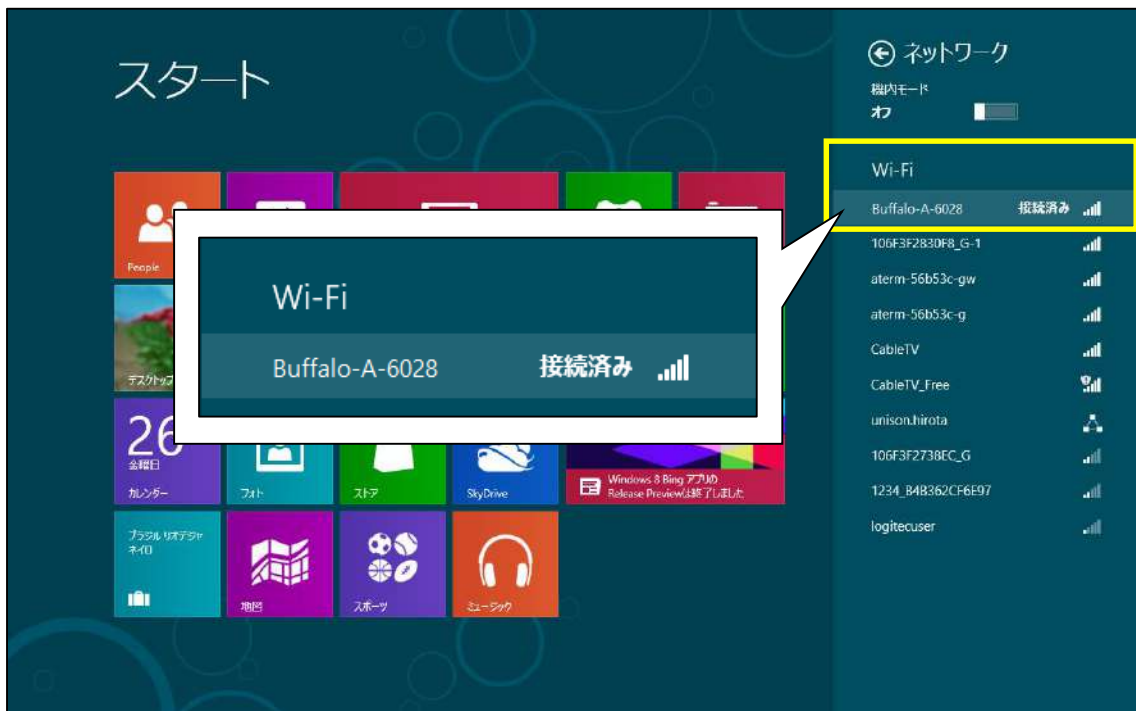 スタート
ネットワーク
機内モード
オフ
Wi-Fi
Buffalo-A-6028 接続済み
106F3F2830F8_G-1
aterm-56b53c-gw
aterm-56b53c-g
CableTV
CableTV_Free
unison.hirota
106F3F2738EC_G
1234_B4B362CF6E97
logitecuser
Wi-Fi
Buffalo-A-6028 接続済み
People
デスクトップ
26
金曜日
カレンダー
フォト
ストア
SkyDrive
Windows 8 Bing アプリの
Release Previewは終了しました
ブラジル リオデジャ
ネイロ
地図
スポーツ
ミュージック